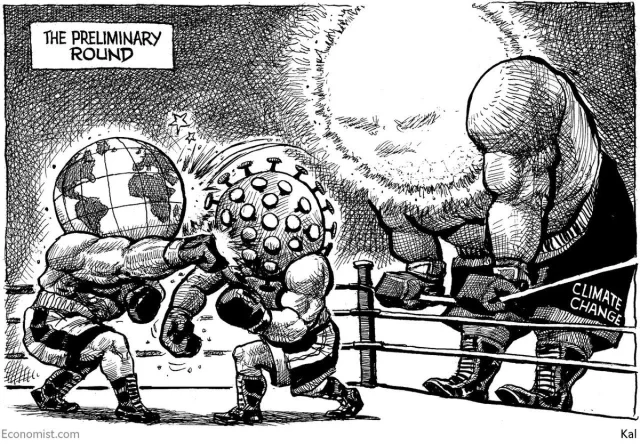 THE PRELIMINARY
ROUND
CLIMATE
CHANGE
Economist.com
Kal